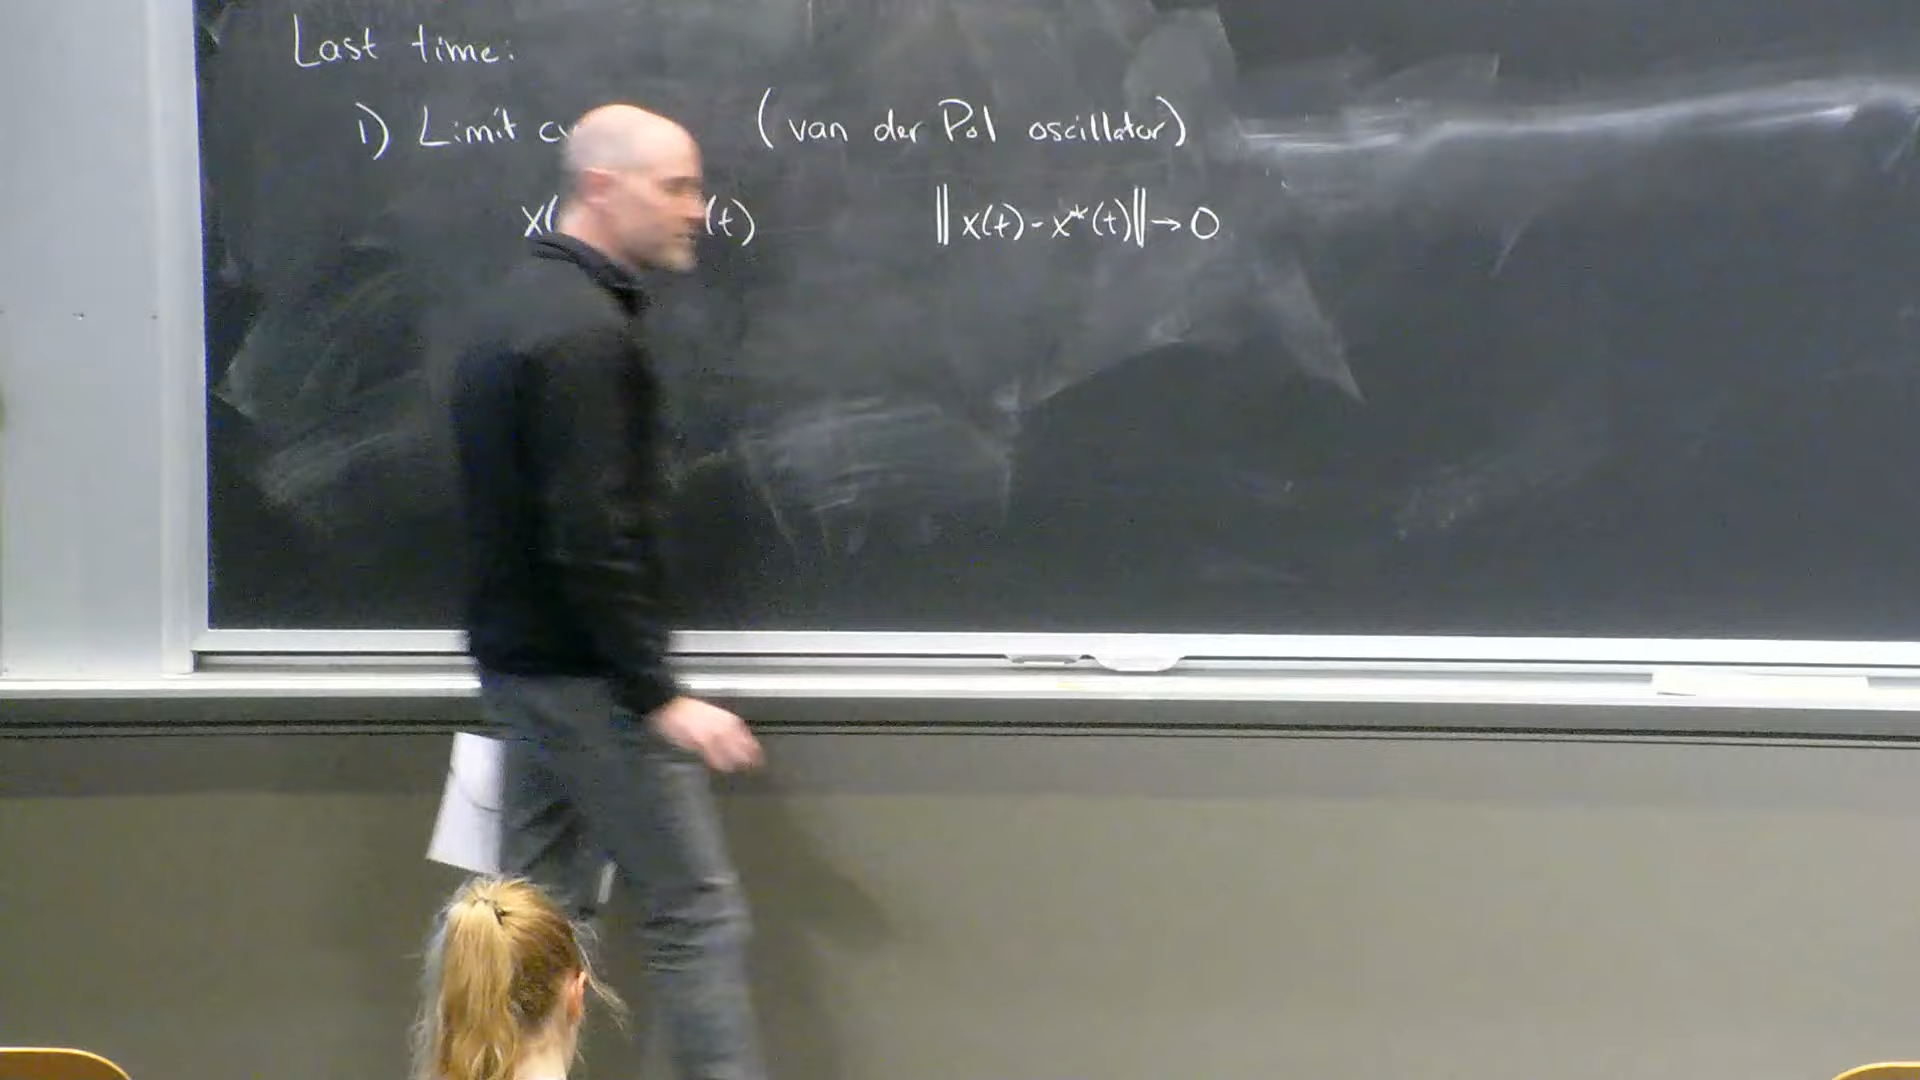 Last time:
1) Limit (van der Pol oscillator)
x( (t) ‖x(t) - x*(t)‖ → 0